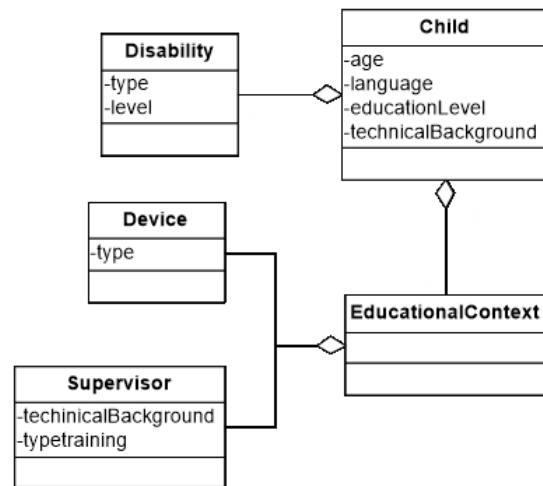 Disability
-type
-level
Child
-age
-language
-educationLevel
-technicalBackground
Device
-type
EducationalContext
Supervisor
-techinicalBackground
-typetraining